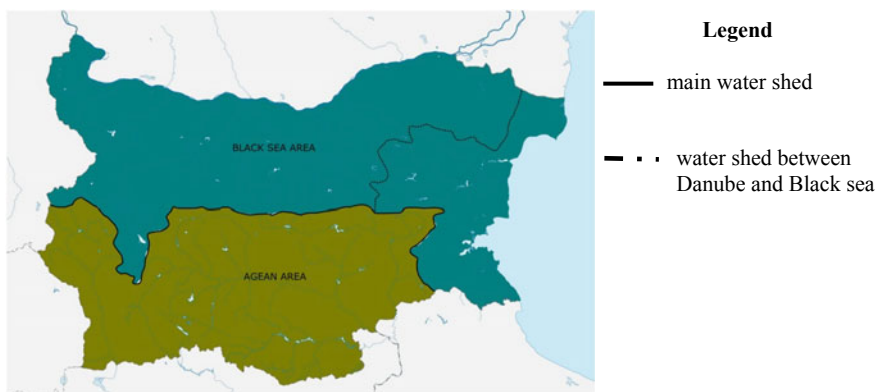 Legend
main water shed
water shed between
Danube and Black sea
BLACK SEA AREA
AGEAN AREA